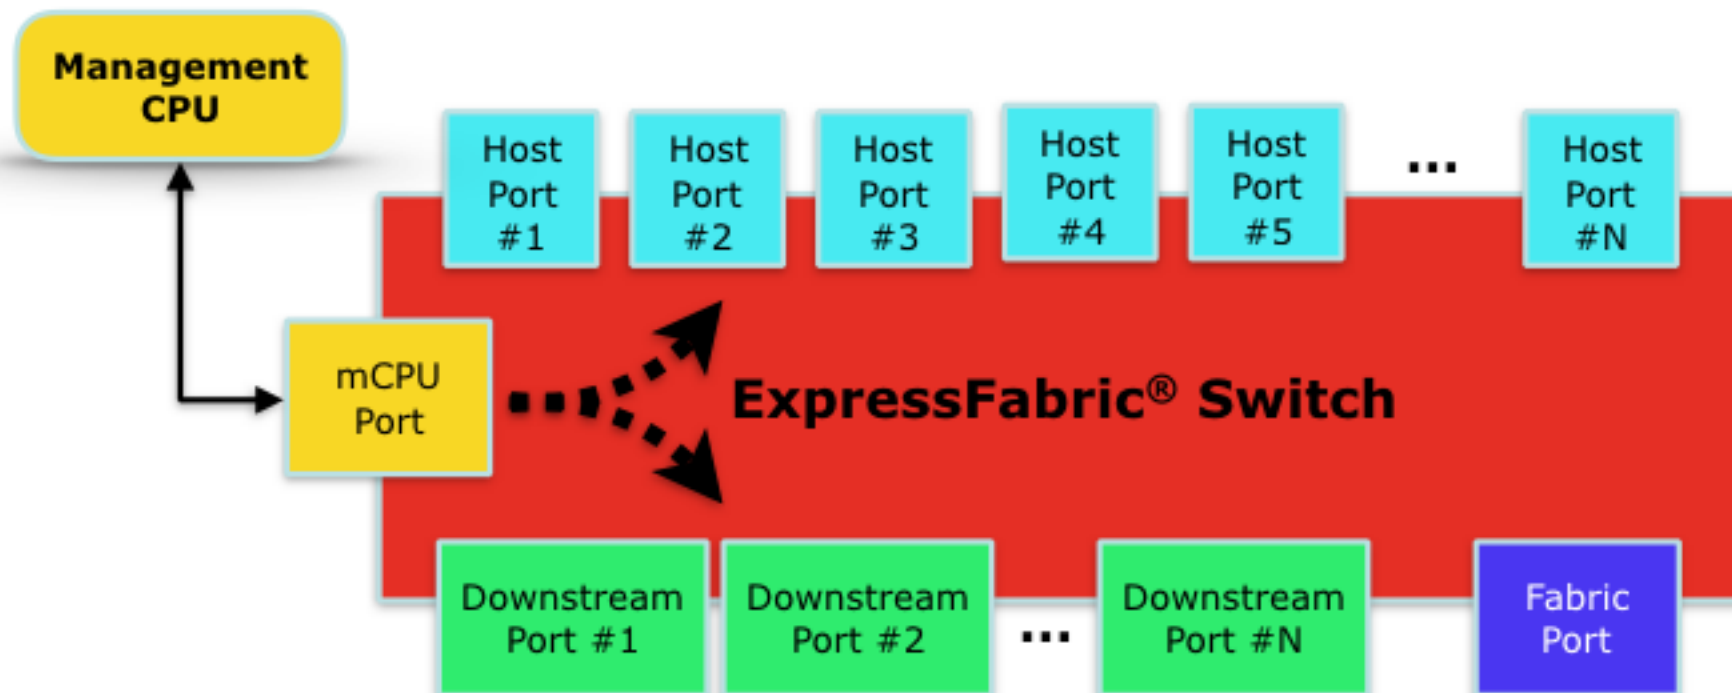 Management
CPU
Host
Port
#1
Host
Port
#2
Host
Port
#3
Host
Port
#4
Host
Port
#5
...
Host
Port
#N
mCPU
Port
ExpressFabric® Switch
Downstream
Port #1
Downstream
Port #2
...
Downstream
Port #N
Fabric
Port